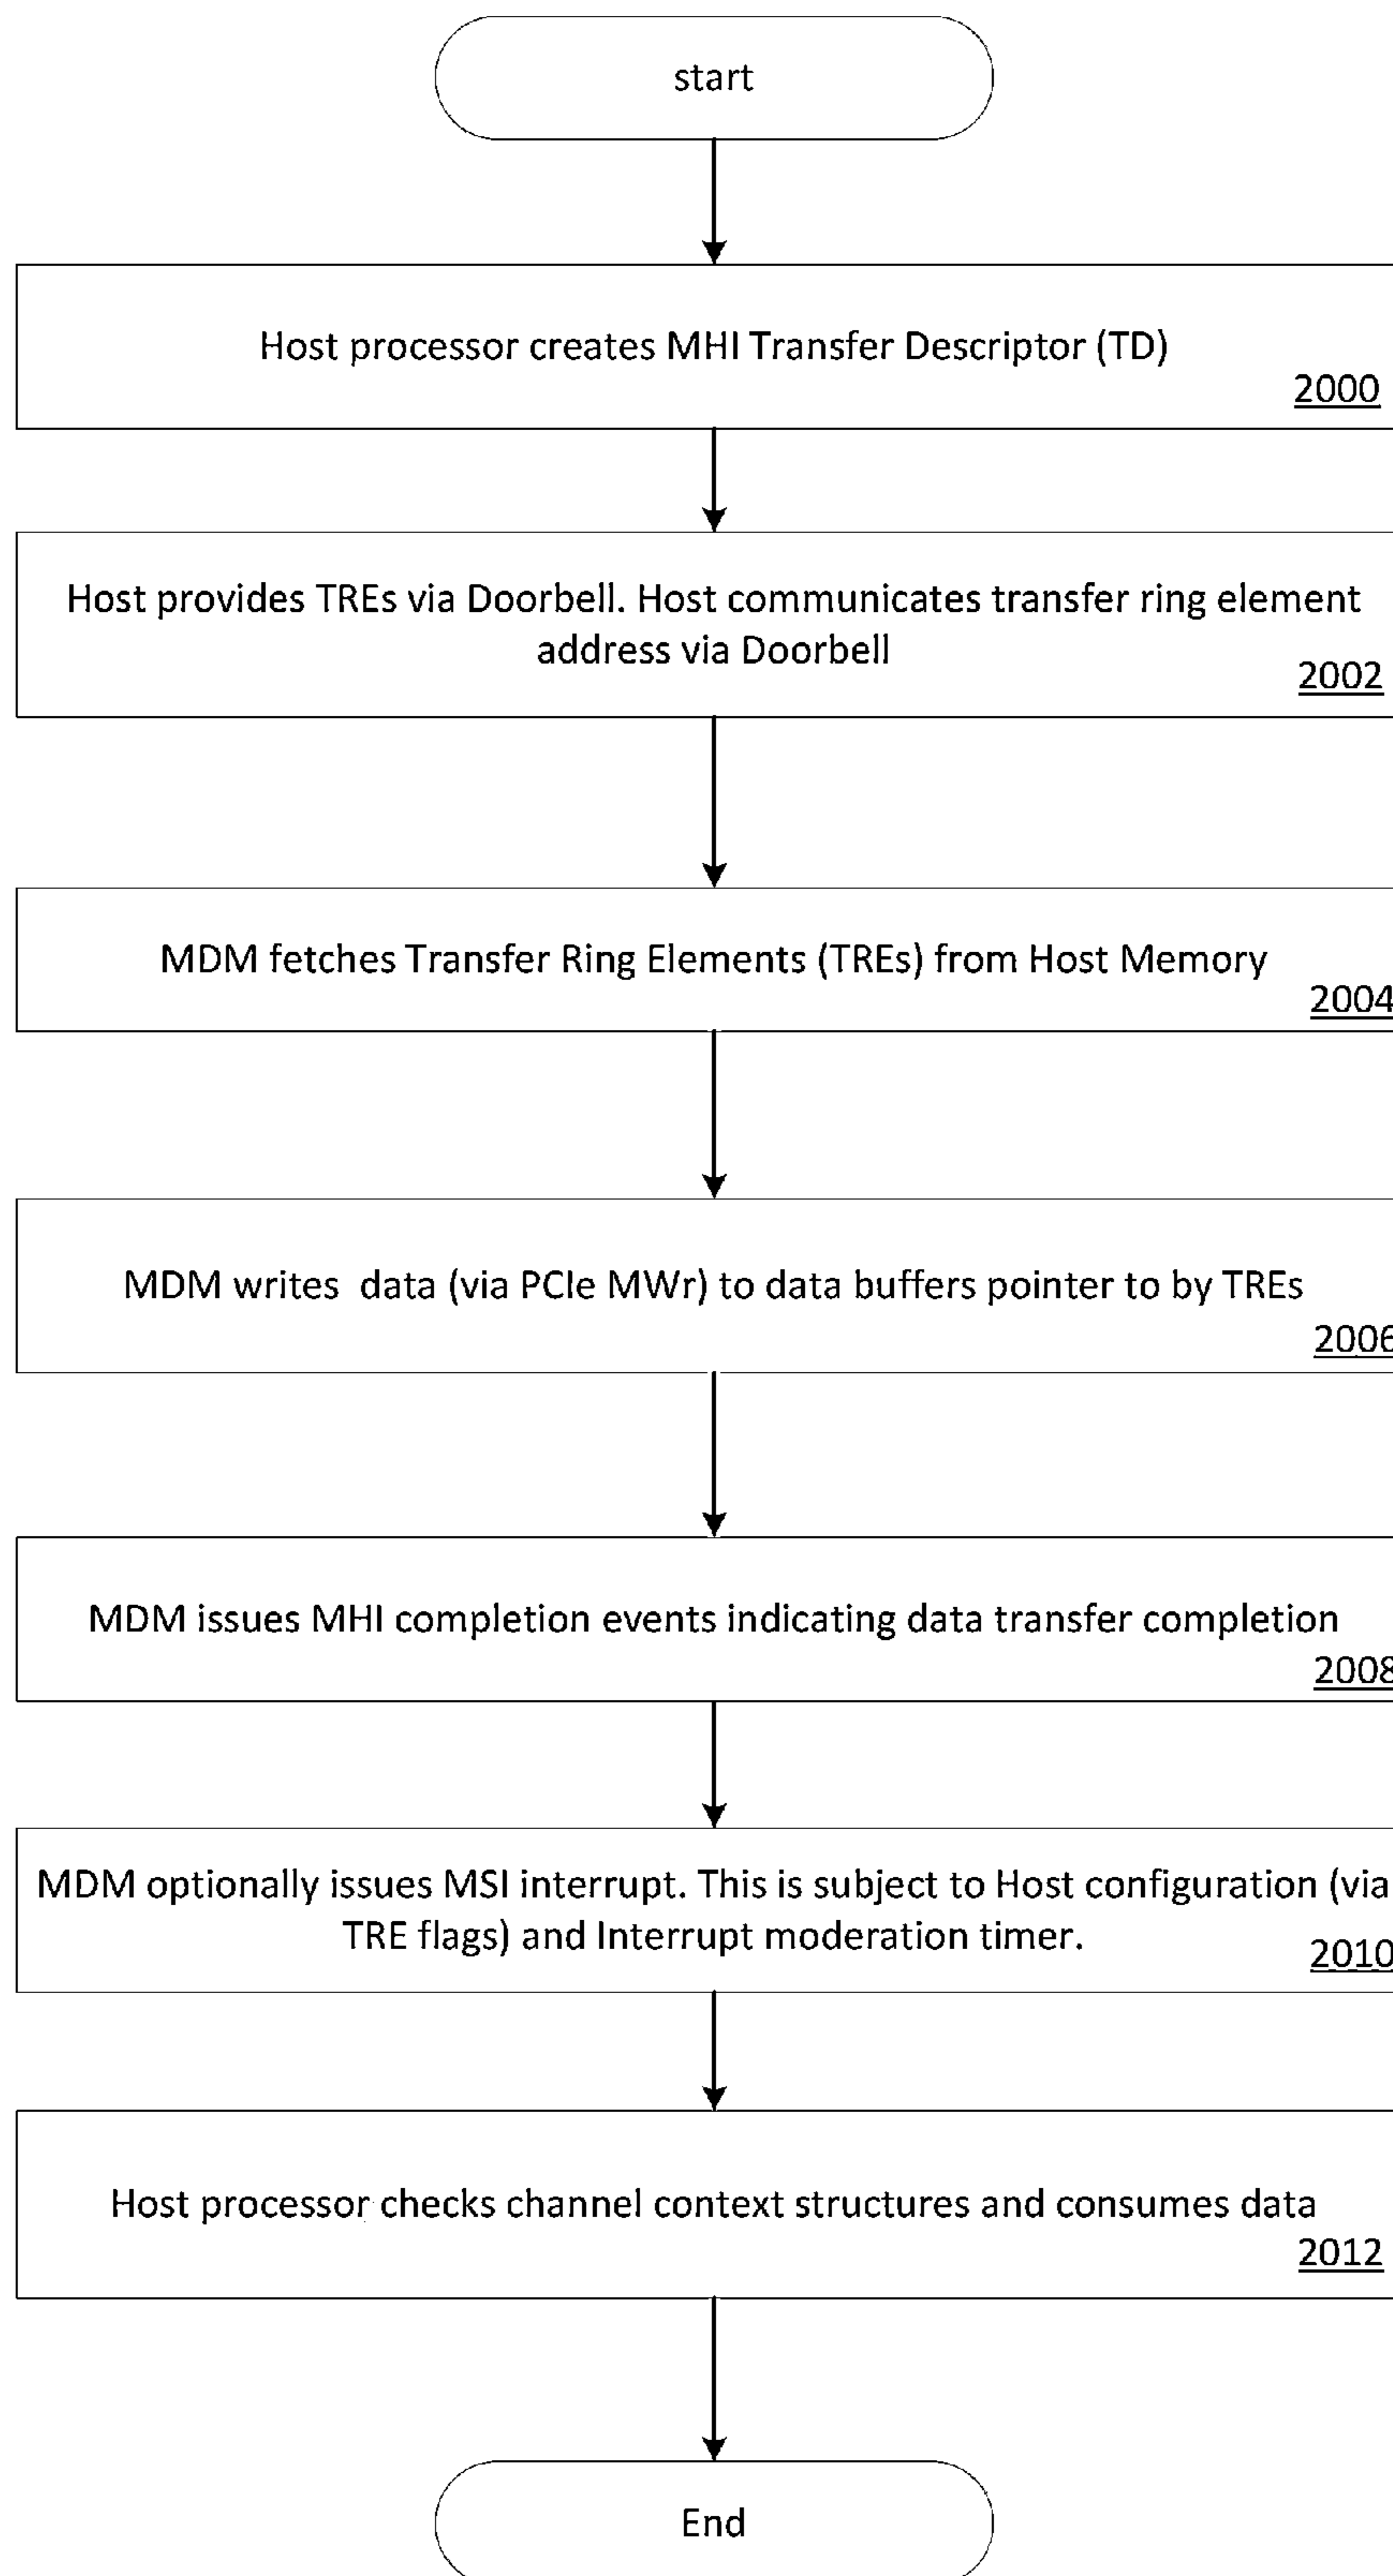 start
Host processor creates MHI Transfer Descriptor (TD)
2000
Host provides TREs via Doorbell. Host communicates transfer ring element
address via Doorbell
2002
MDM fetches Transfer Ring Elements (TREs) from Host Memory
2004
MDM writes data (via PCIe MWr) to data buffers pointer to by TREs
2006
MDM issues MHI completion events indicating data transfer completion
2008
MDM optionally issues MSI interrupt. This is subject to Host configuration (via
TRE flags) and Interrupt moderation timer.
2010
Host processor checks channel context structures and consumes data
2012
End